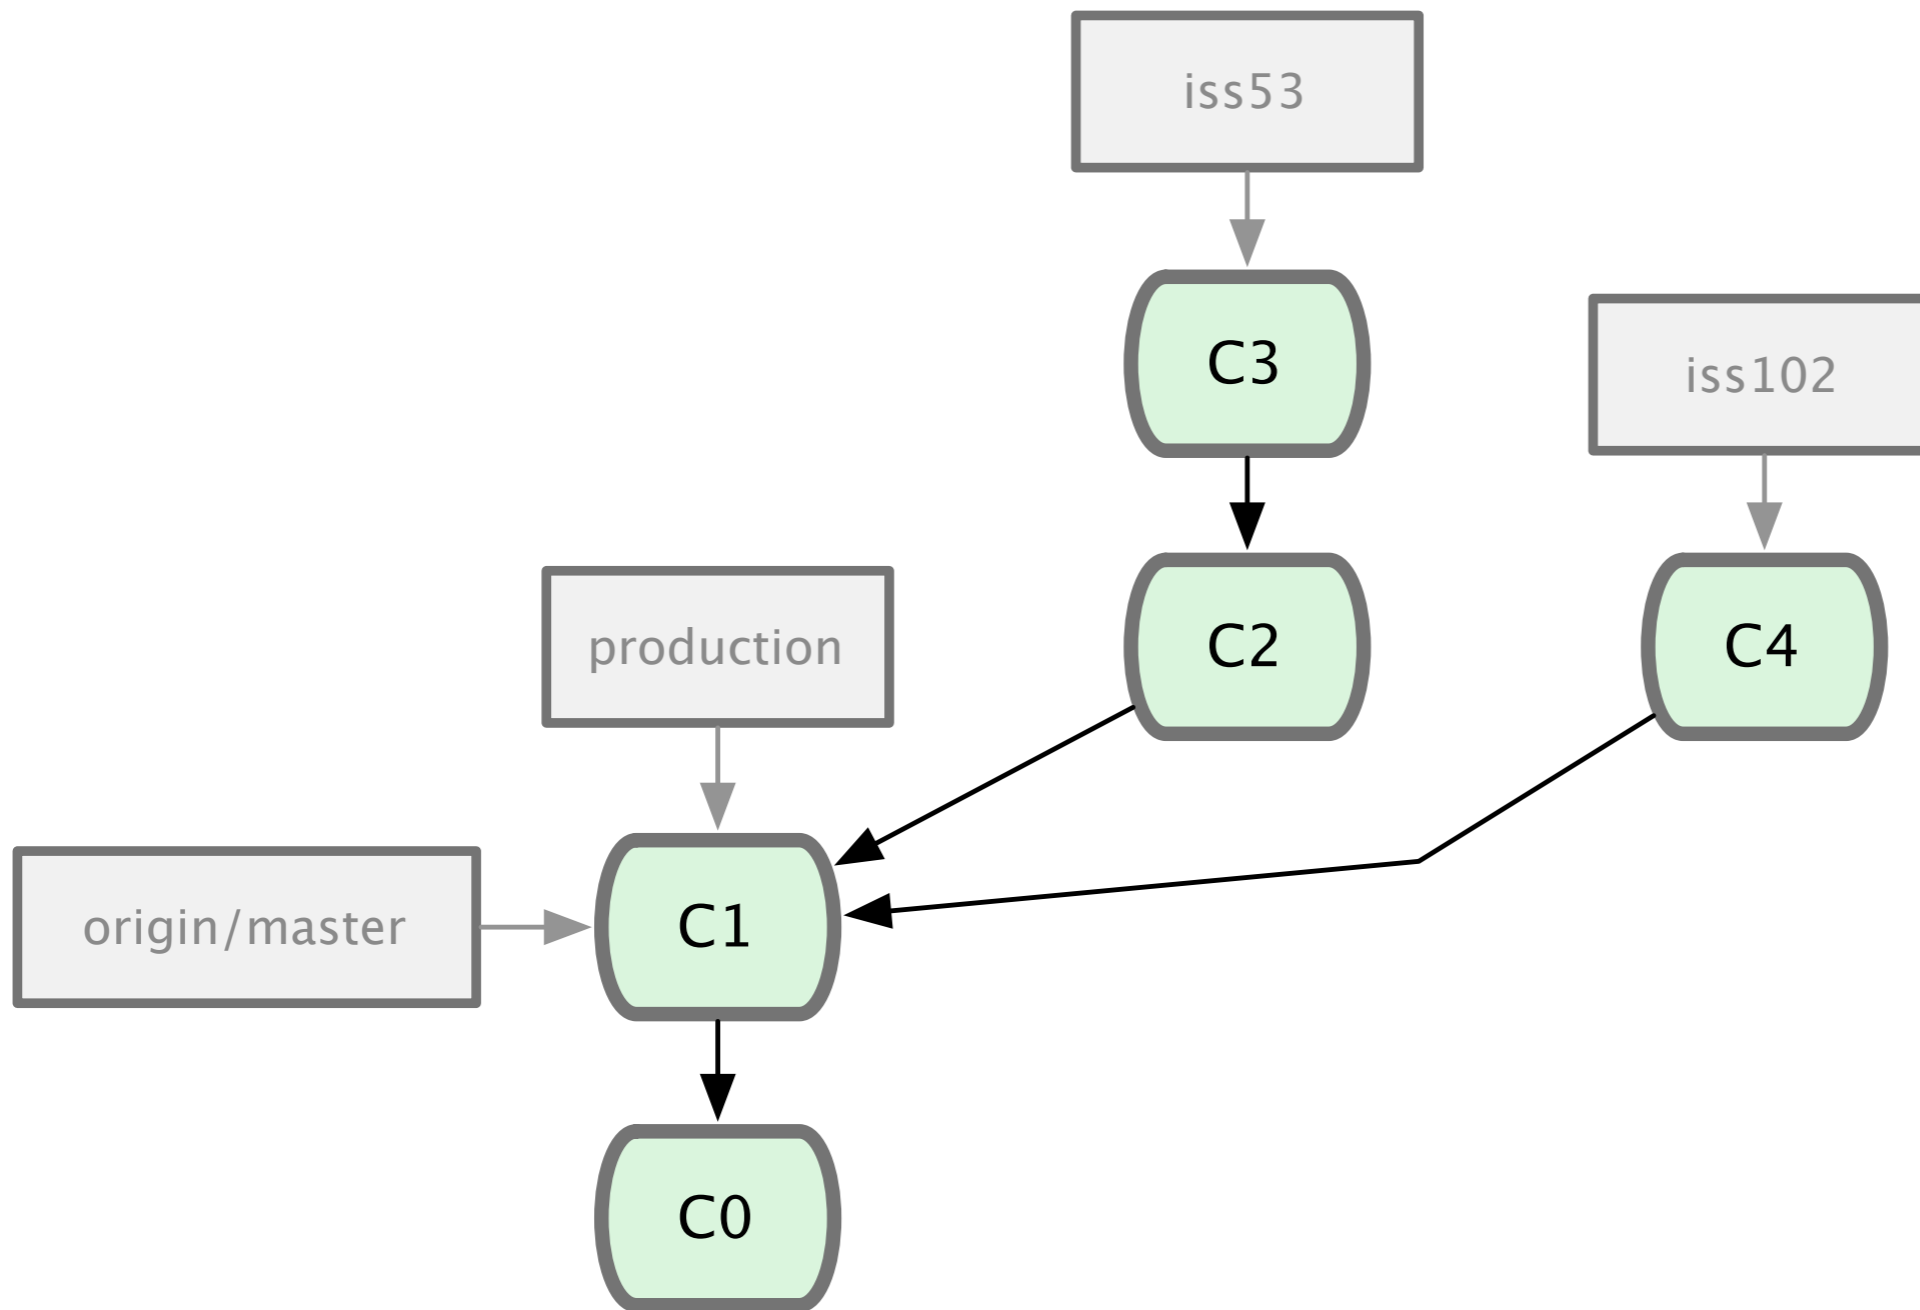 iss53
C3
iss102
C2
C4
production
origin/master
C1
C0